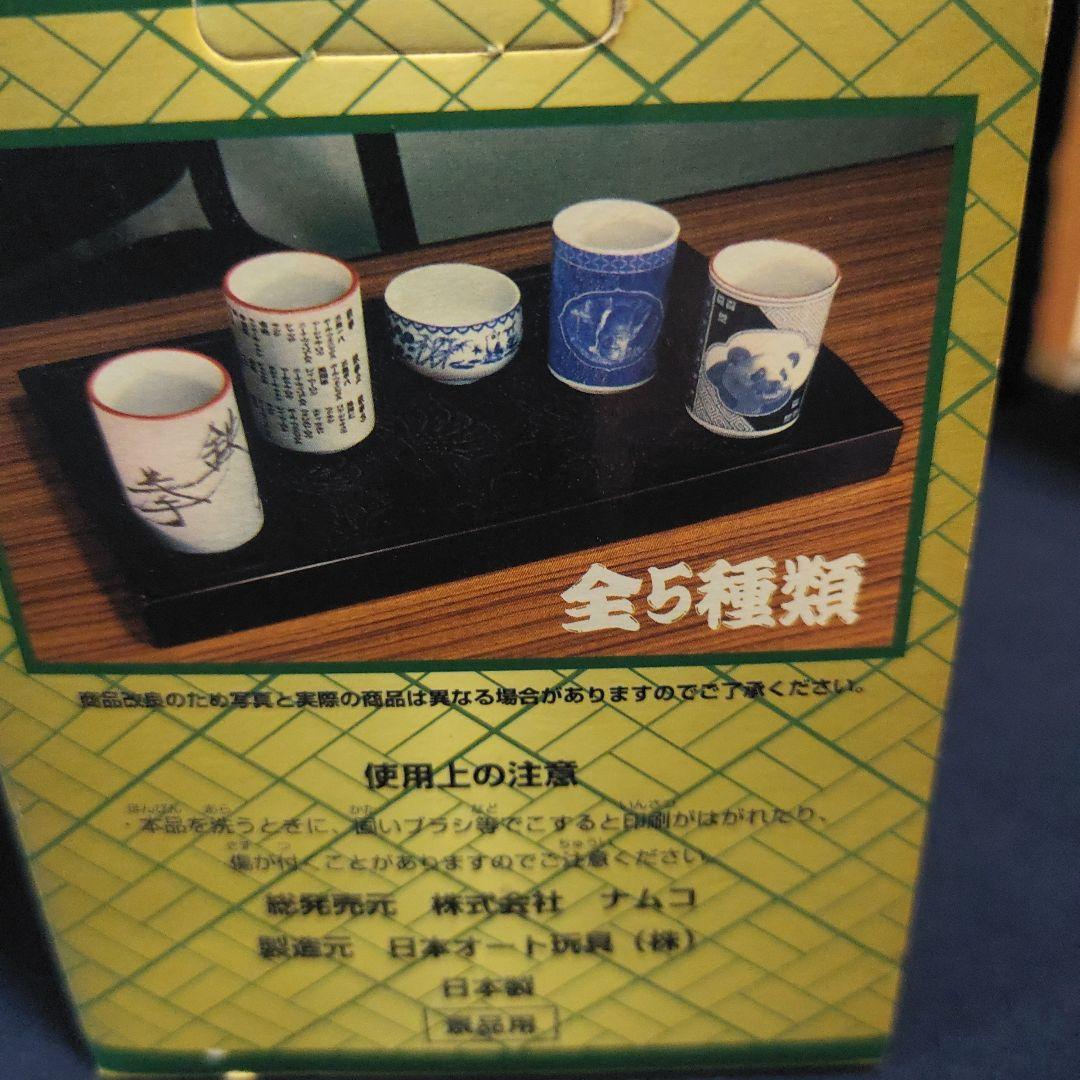 全5種類
商品改良のため写真と実際の商品は異なる場合がありますのでご了承ください。
使用上の注意
・本品を洗うときに、固いブラシ等でこすると印刷がはがれたり、
傷が付くことがありますのでご注意ください。
総発売元 株式会社 ナムコ
製造元 日本オート玩具（株）
日本製
景品用